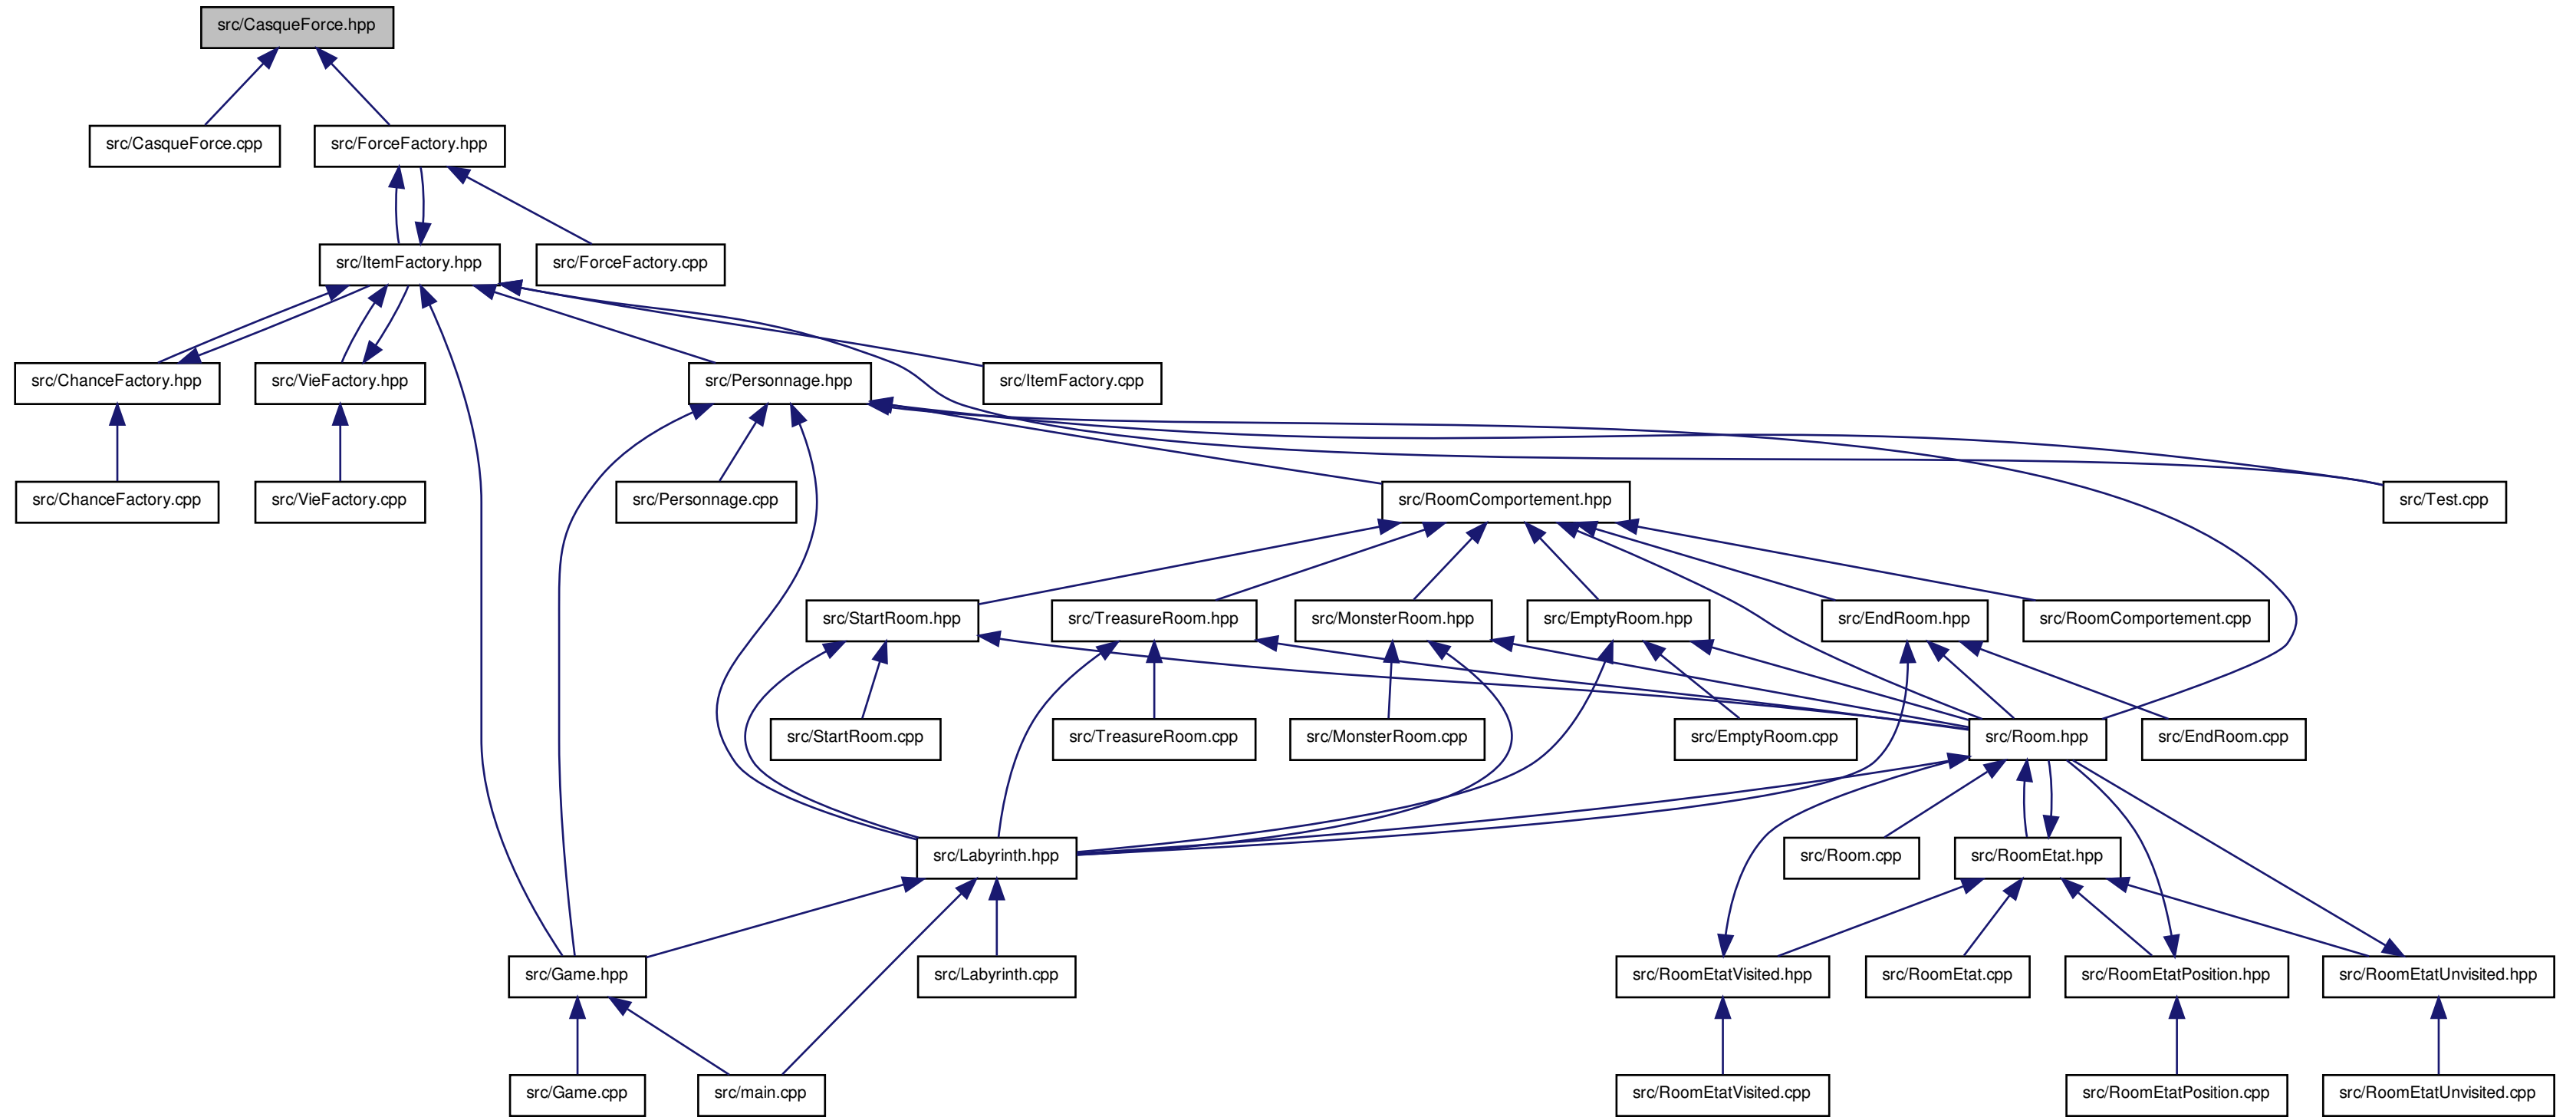 src/CasqueForce.hpp
src/CasqueForce.cpp
src/ForceFactory.hpp
src/ItemFactory.hpp
src/ForceFactory.cpp
src/ChanceFactory.hpp
src/VieFactory.hpp
src/Personnage.hpp
src/ItemFactory.cpp
src/ChanceFactory.cpp
src/VieFactory.cpp
src/Personnage.cpp
src/RoomComportement.hpp
src/Test.cpp
src/StartRoom.hpp
src/TreasureRoom.hpp
src/MonsterRoom.hpp
src/EmptyRoom.hpp
src/EndRoom.hpp
src/RoomComportement.cpp
src/StartRoom.cpp
src/TreasureRoom.cpp
src/MonsterRoom.cpp
src/EmptyRoom.cpp
src/Room.hpp
src/EndRoom.cpp
src/Labyrinth.hpp
src/Room.cpp
src/RoomEtat.hpp
src/Game.hpp
src/Labyrinth.cpp
src/RoomEtatVisited.hpp
src/RoomEtat.cpp
src/RoomEtatPosition.hpp
src/RoomEtatUnvisited.hpp
src/Game.cpp
src/main.cpp
src/RoomEtatVisited.cpp
src/RoomEtatPosition.cpp
src/RoomEtatUnvisited.cpp